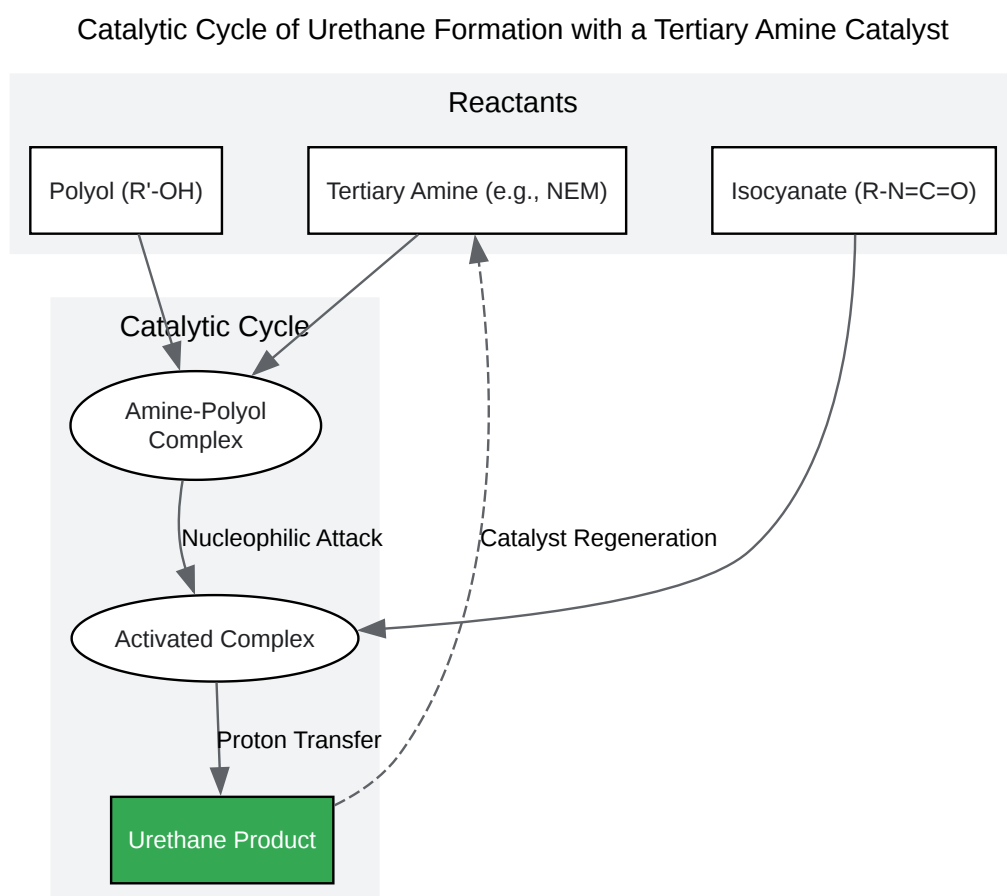 Catalytic Cycle of Urethane Formation with a Tertiary Amine Catalyst
Reactants
Polyol (R'-OH)
Tertiary Amine (e.g., NEM)
Isocyanate (R-N=C=O)
Catalytic Cycle
Amine-Polyol
Complex
Nucleophilic Attack
Catalyst Regeneration
Activated Complex
Proton Transfer
Urethane Product